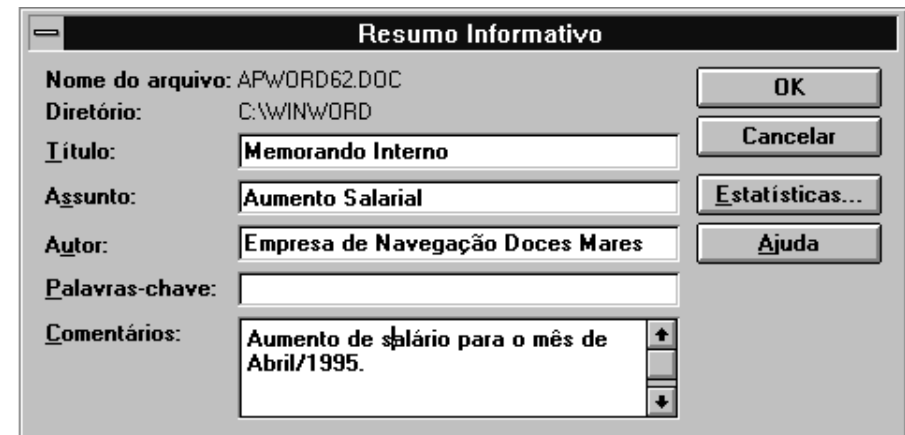 Resumo Informativo
Nome do arquivo: APWORD62.DOC
Diretório: C:\WINWORD
Título: Memorando Interno
Assunto: Aumento Salarial
Autor: Empresa de Navegação Doces Mares
Palavras-chave:
Comentários: Aumento de salário para o mês de
Abril/1995.
OK
Cancelar
Estatísticas...
Ajuda